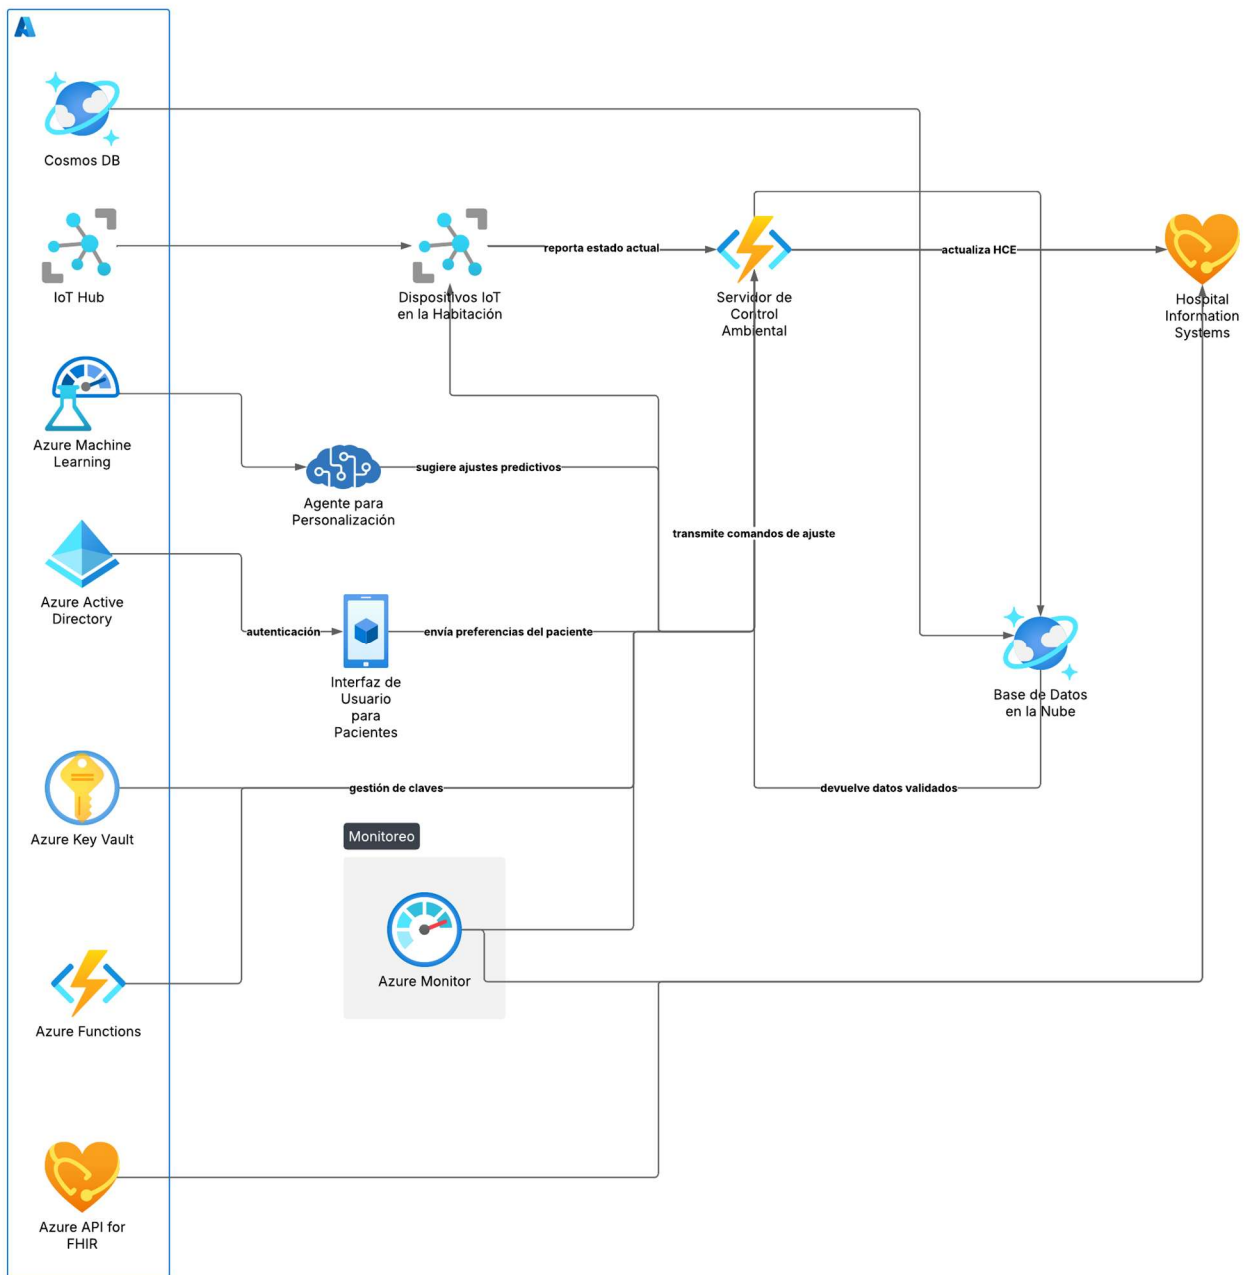 Cosmos DB
IoT Hub
Dispositivos IoT
en la Habitación
reporta estado actual
Servidor de
Control
Ambiental
actualiza HCE
Hospital
Information
Systems
Azure Machine
Learning
Agente para
Personalización
sugiere ajustes predictivos
transmite comandos de ajuste
Azure Active
Directory
autenticación
Interfaz de
Usuario
para
Pacientes
envía preferencias del paciente
Base de Datos
en la Nube
Azure Key Vault
gestión de claves
devuelve datos validados
Monitoreo
Azure Monitor
Azure Functions
Azure API for
FHIR